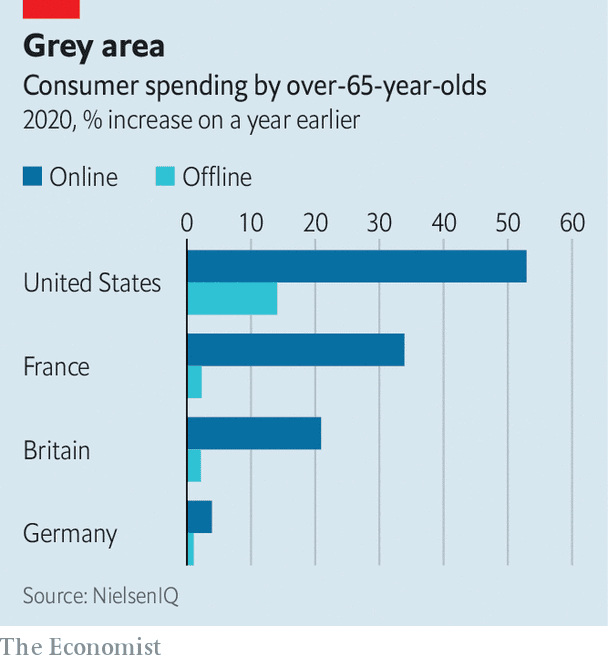 Grey area
Consumer spending by over-65-year-olds
2020, % increase on a year earlier
Online Offline
0 10 20 30 40 50 60
United States
France
Britain
Germany
Source: NielsenIQ
The Economist